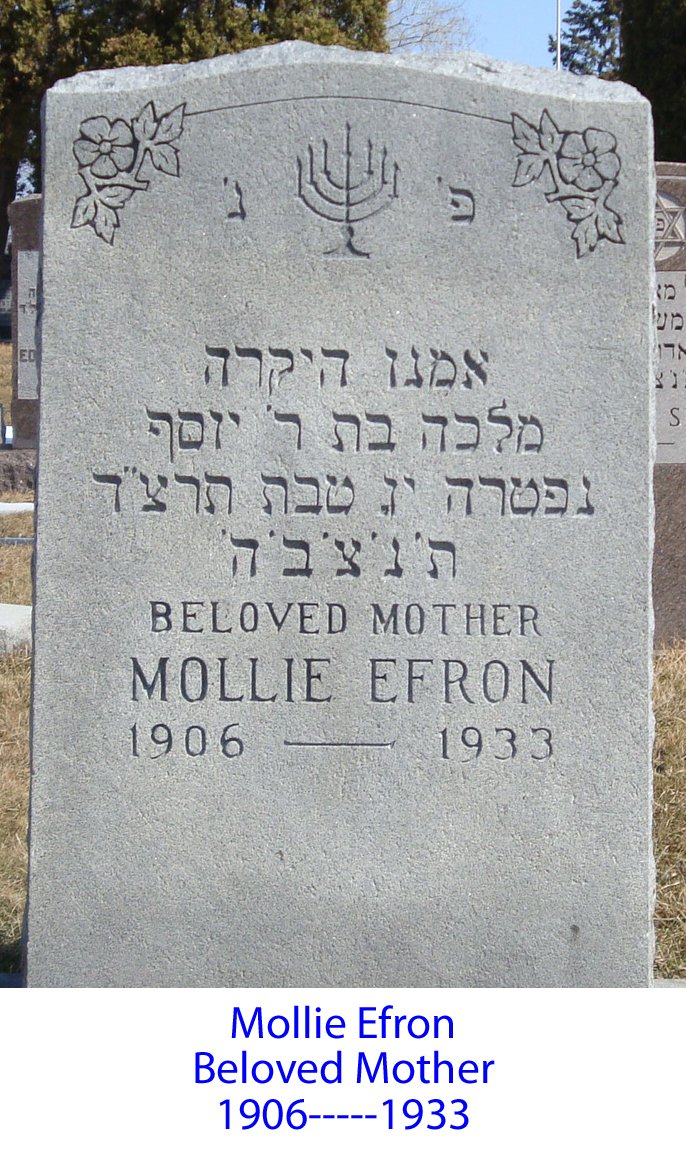 פ׳ נ׳
אמנו היקרה
מלכה בת ר׳ יוסף
נפטרה יג טבת תרצ״ד
ת׳נ׳צ׳ב׳ה׳
BELOVED MOTHER
MOLLIE EFRON
1906 — 1933
Mollie Efron
Beloved Mother
1906-----1933